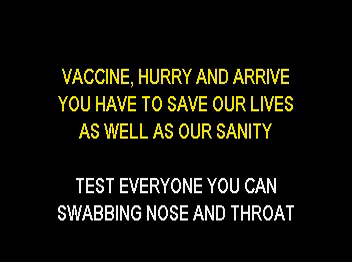 VACCINE, HURRY AND ARRIVE
YOU HAVE TO SAVE OUR LIVES
AS WELL AS OUR SANITY
TEST EVERYONE YOU CAN
SWABBING NOSE AND THROAT